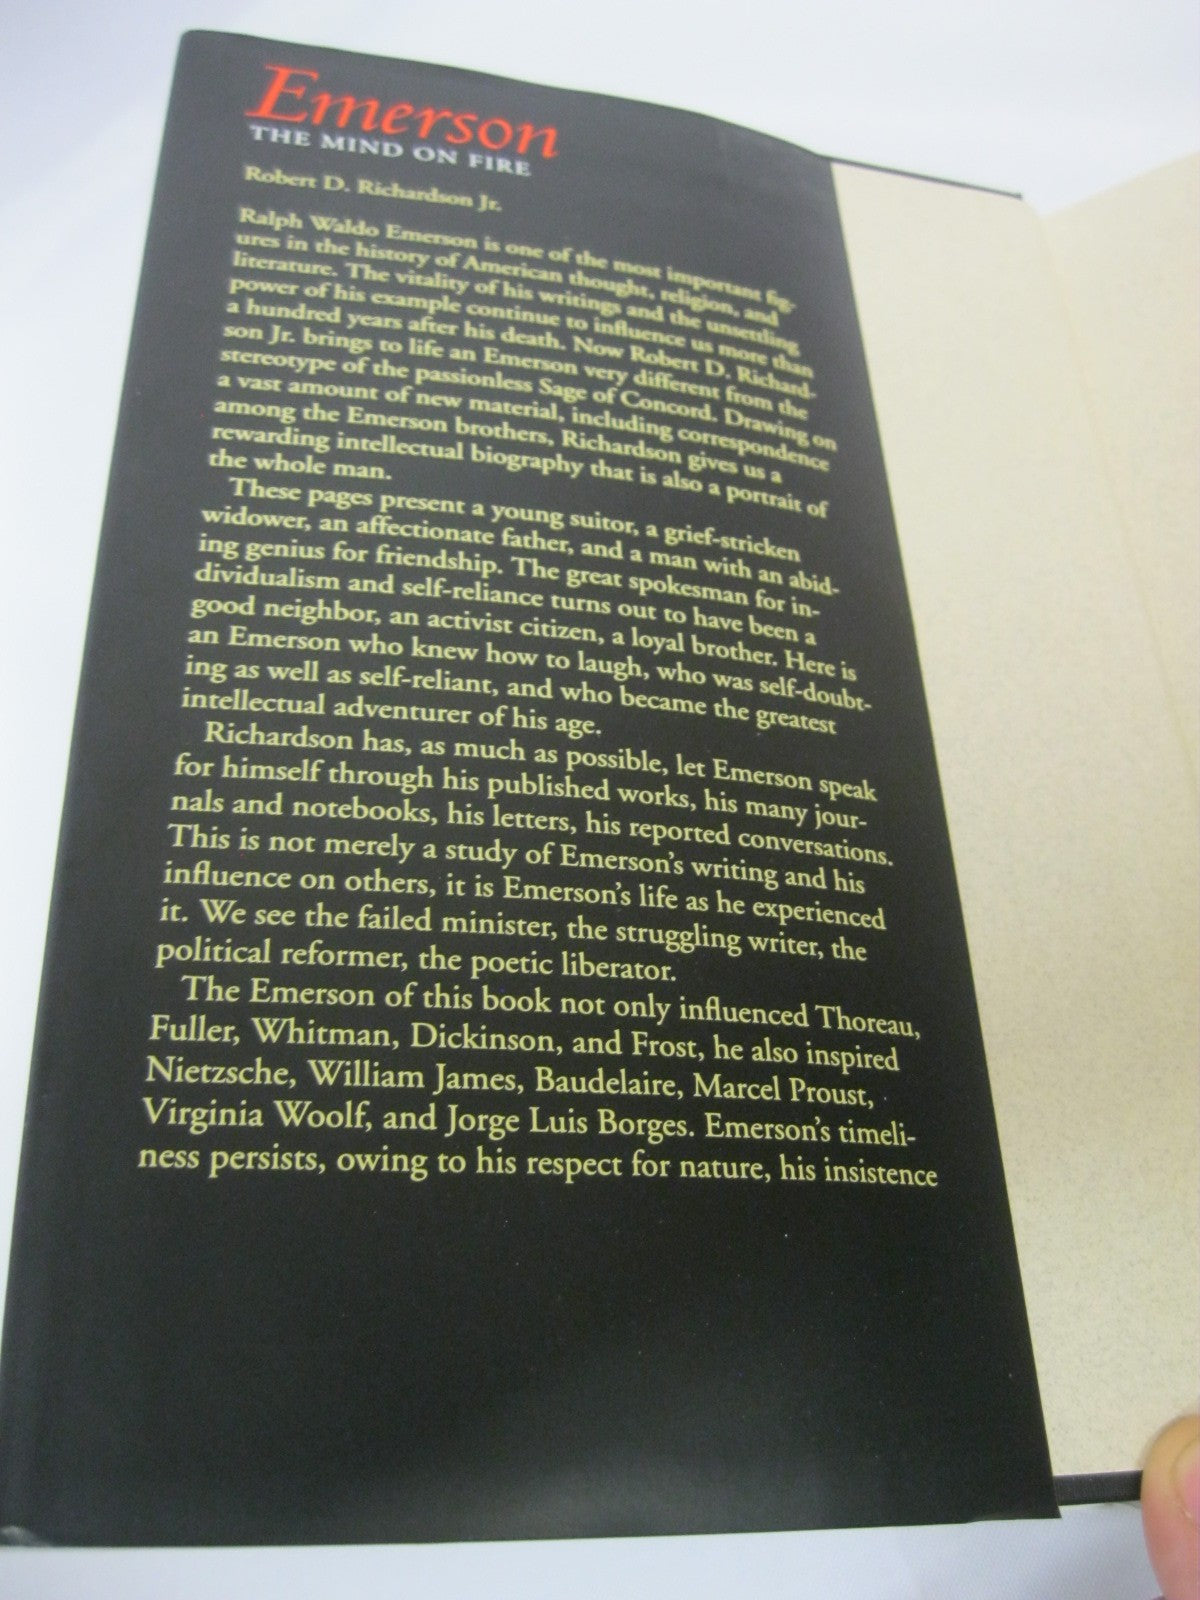 Emerson
THE MIND ON FIRE
Robert D. Richardson Jr.
Ralph Waldo Emerson is one of the most important fig-
ures in the history of American thought, religion, and
literature. The vitality of his writings and the unsettling
power of his example continue to influence us more than
a hundred years after his death. Now Robert D. Richard-
son Jr. brings to life an Emerson very different from the
stereotype of the passionless Sage of Concord. Drawing on
a vast amount of new material, including correspondence
among the Emerson brothers, Richardson gives us a
rewarding intellectual biography that is also a portrait of
the whole man.
These pages present a young suitor, a grief-stricken
widower, an affectionate father, and a man with an abid-
ing genius for friendship. The great spokesman for in-
dividualism and self-reliance turns out to have been a
good neighbor, an activist citizen, a loyal brother. Here is
an Emerson who knew how to laugh, who was self-doubt-
ing as well as self-reliant, and who became the greatest
intellectual adventurer of his age.
Richardson has, as much as possible, let Emerson speak
for himself through his published works, his many jour-
nals and notebooks, his letters, his reported conversations.
This is not merely a study of Emerson's writing and his
influence on others, it is Emerson's life as he experienced
it. We see the failed minister, the struggling writer, the
political reformer, the poetic liberator.
The Emerson of this book not only influenced Thoreau,
Fuller, Whitman, Dickinson, and Frost, he also inspired
Nietzsche, William James, Baudelaire, Marcel Proust,
Virginia Woolf, and Jorge Luis Borges. Emerson's timeli-
ness persists, owing to his respect for nature, his insistence